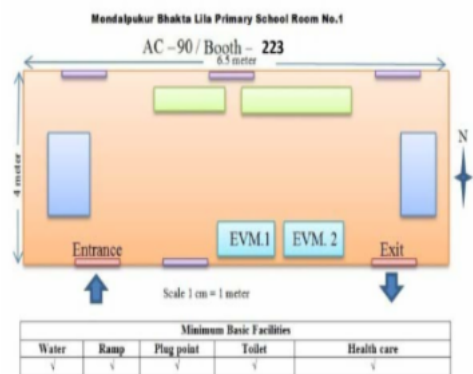 Mondalpukur Bhakta Lila Primary School Room No.1
AC – 90 / Booth – 223
6.5 meter
4 meter
N
EVM.1 EVM. 2
Entrance Exit
Scale 1 cm = 1 meter
Minimum Basic Facilities
Water Ramp Plug point Toilet Health care
√ √ √ √ √